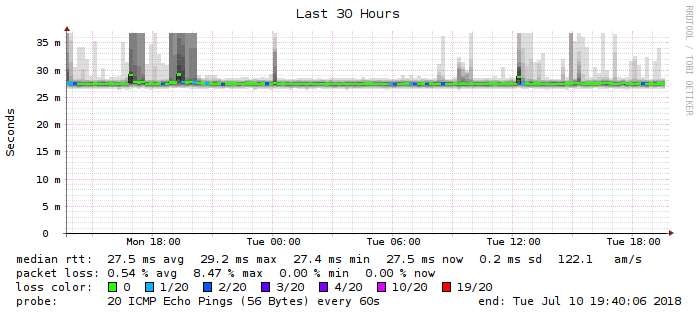 Last 30 Hours
RRDTOOL / TOBI OETIKER
Seconds
35 m
30 m
25 m
20 m
15 m
10 m
5 m
0
Mon 18:00 Tue 00:00 Tue 06:00 Tue 12:00 Tue 18:00
median rtt: 27.5 ms avg 29.2 ms max 27.4 ms min 27.5 ms now 0.2 ms sd 122.1 am/s
packet loss: 0.54 % avg 8.47 % max 0.00 % min 0.00 % now
loss color: 0 1/20 2/20 3/20 4/20 10/20 19/20
probe: 20 ICMP Echo Pings (56 Bytes) every 60s end: Tue Jul 10 19:40:06 2018